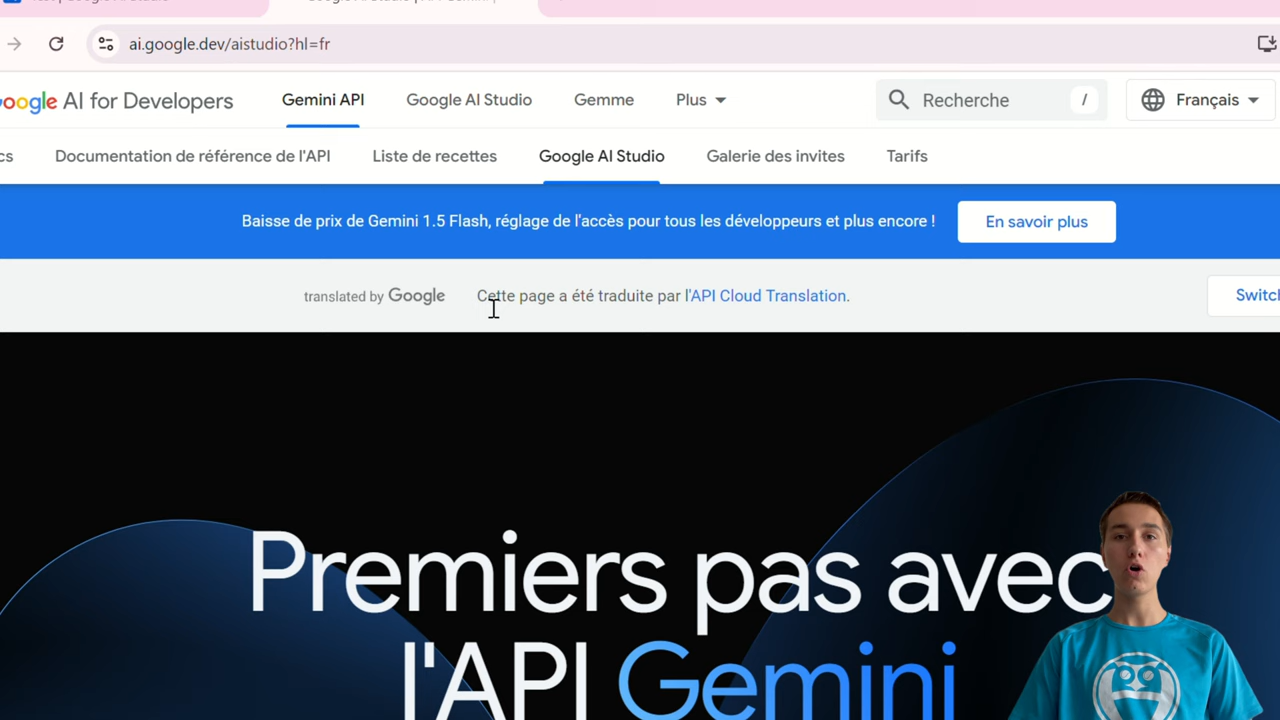 ai.google.dev/aistudio?hl=fr
oogle AI for Developers
Gemini API
Google AI Studio
Gemme
Plus
Recherche
/
Français
cs
Documentation de référence de l'API
Liste de recettes
Google AI Studio
Galerie des invites
Tarifs
Baisse de prix de Gemini 1.5 Flash, réglage de l'accès pour tous les développeurs et plus encore !
En savoir plus
translated by Google
Cette page a été traduite par l'API Cloud Translation.
Switch
Premiers pas avec
l'API Gemini